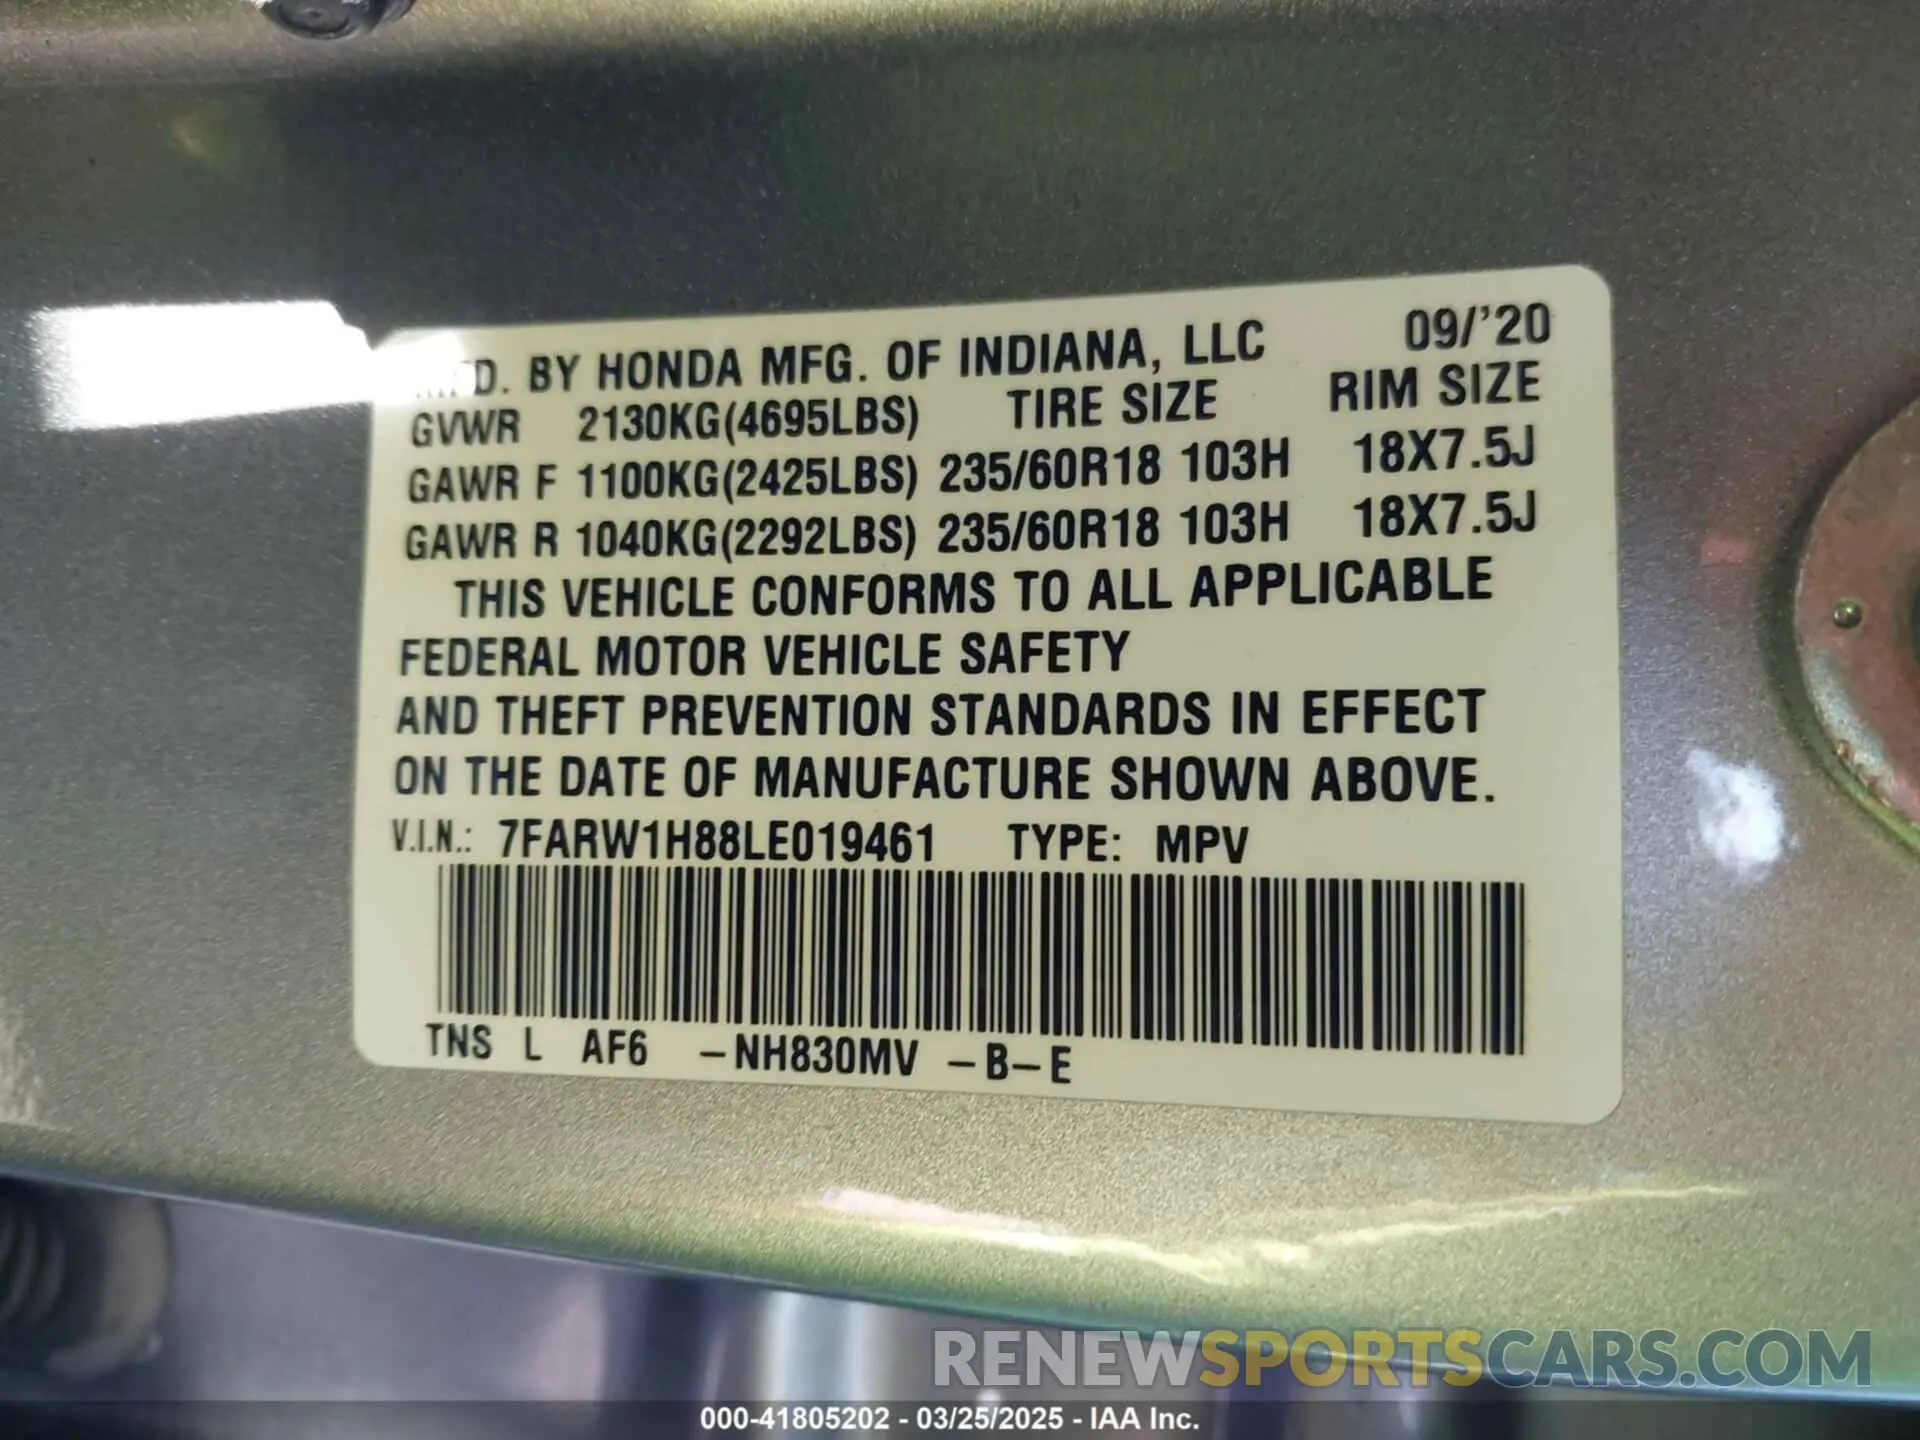 MFD. BY HONDA MFG. OF INDIANA, LLC 09/'20
GVWR 2130KG(4695LBS) TIRE SIZE RIM SIZE
GAWR F 1100KG(2425LBS) 235/60R18 103H 18X7.5J
GAWR R 1040KG(2292LBS) 235/60R18 103H 18X7.5J
THIS VEHICLE CONFORMS TO ALL APPLICABLE
FEDERAL MOTOR VEHICLE SAFETY
AND THEFT PREVENTION STANDARDS IN EFFECT
ON THE DATE OF MANUFACTURE SHOWN ABOVE.
V.I.N.: 7FARW1H88LE019461 TYPE: MPV
TNS L AF6 -NH830MV -B-E
RENEWSPORTSCARS.COM
000-41805202 - 03/25/2025 - IAA Inc.